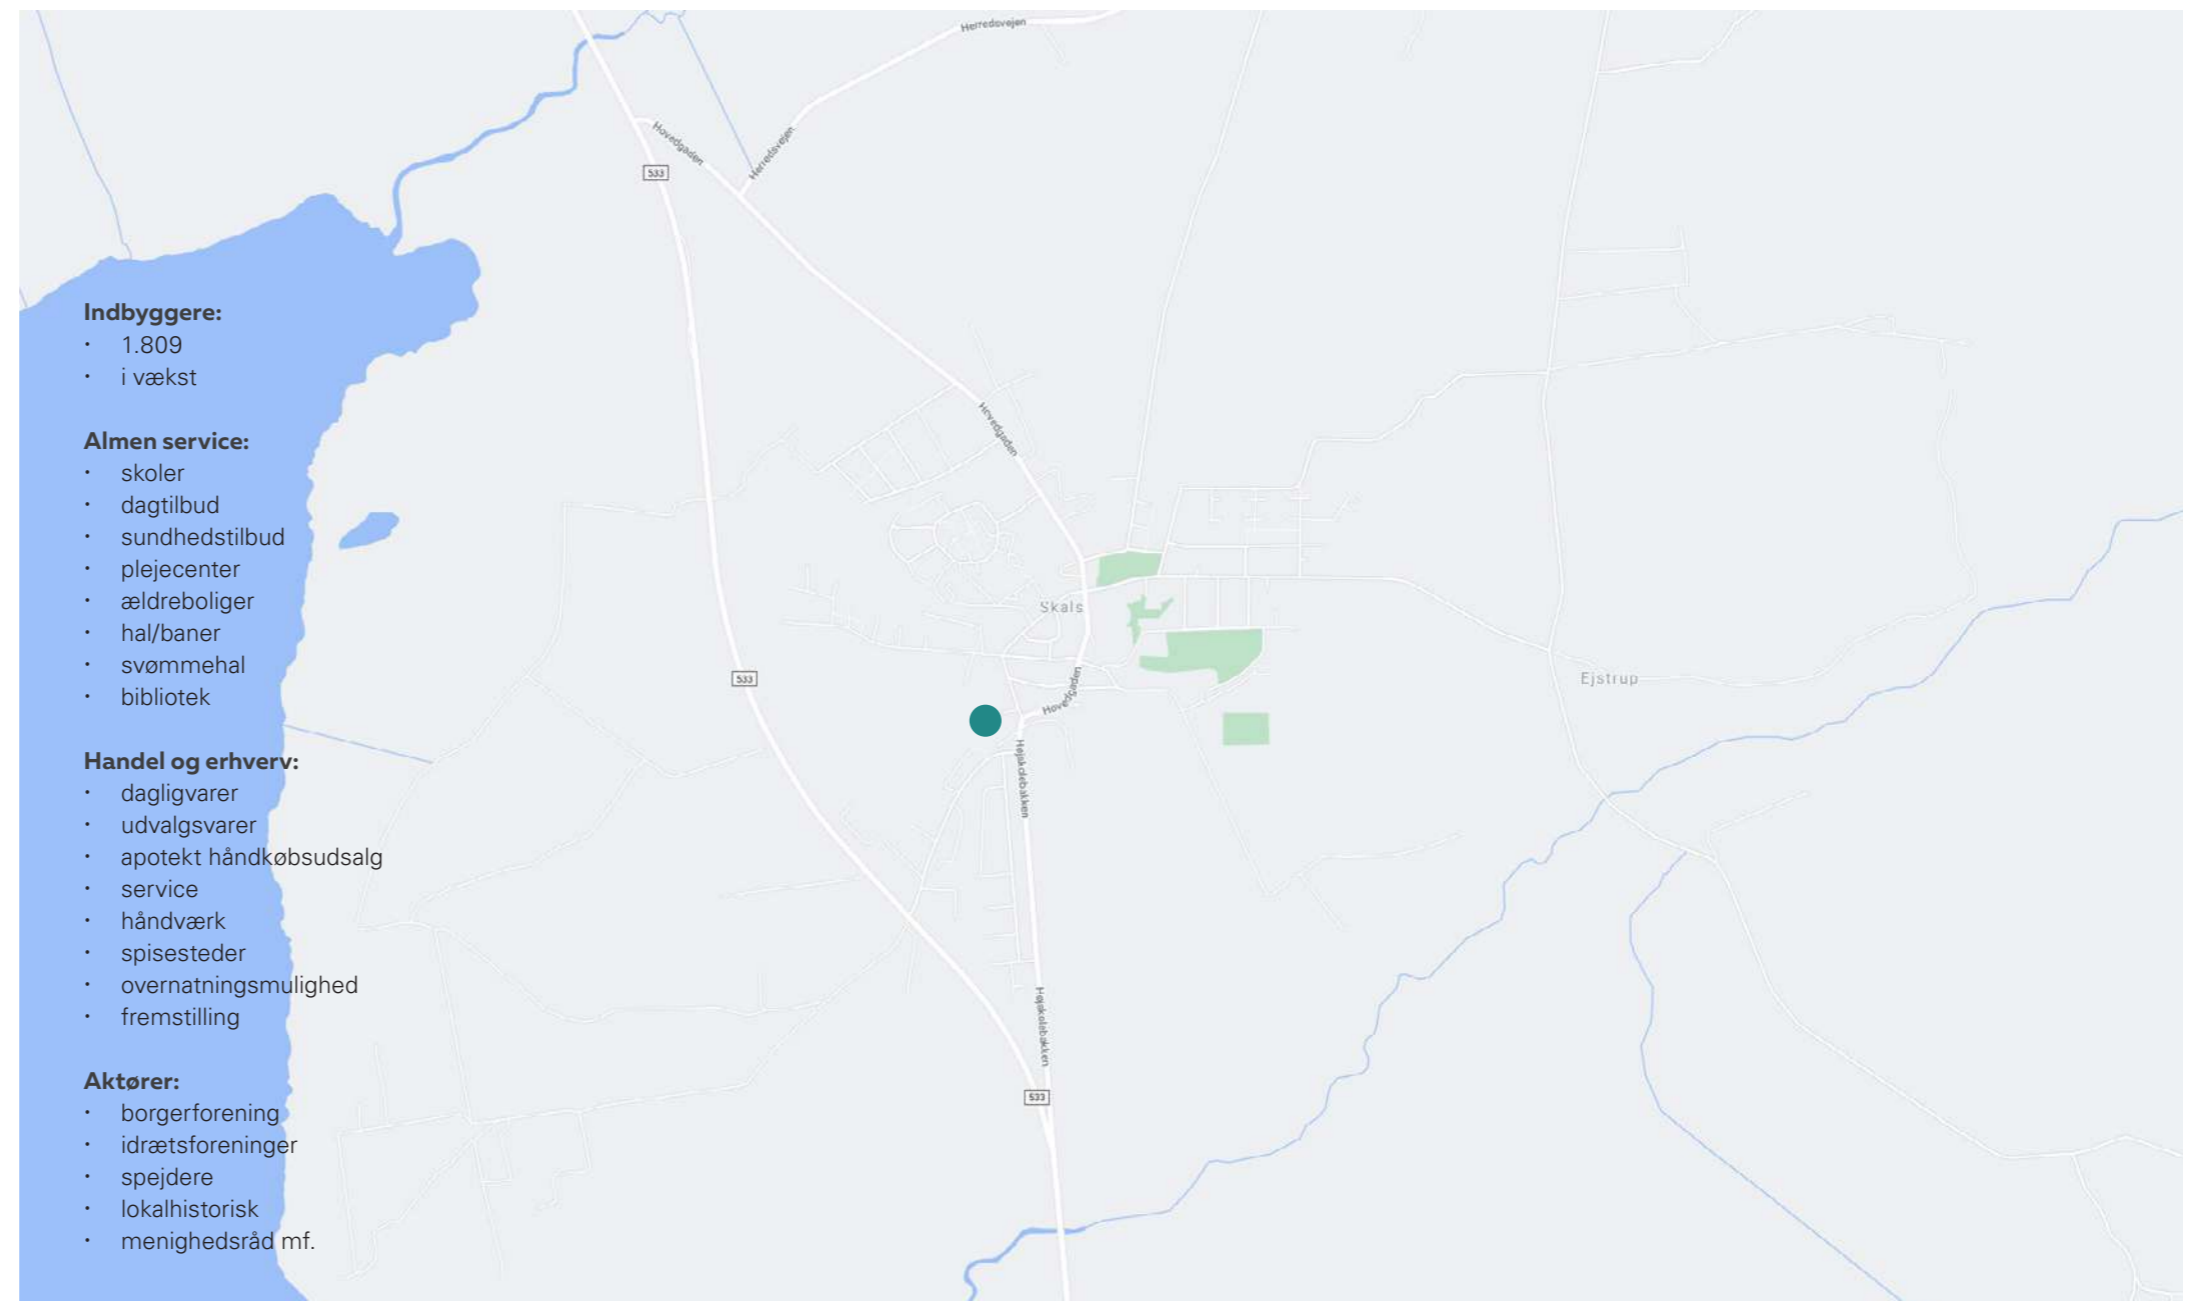 Herredsvejen
Hovedgaden
Herredsvejen
533
Indbyggere:
· 1.809
· i vækst
Almen service:
· skoler
· dagtilbud
· sundhedstilbud
· plejecenter
· ældreboliger
· hal/baner
· svømmehal
· bibliotek
Handel og erhverv:
· dagligvarer
· udvalgsvarer
· apotekt håndkøbsudsalg
· service
· håndværk
· spisesteder
· overnatningsmulighed
· fremstilling
Aktører:
· borgerforening
· idrætsforeninger
· spejdere
· lokalhistorisk
· menighedsråd mf.
Hovedgaden
Skals
533
Ejstrup
Hovedgaden
Højskolebakken
Højskolebakken
533